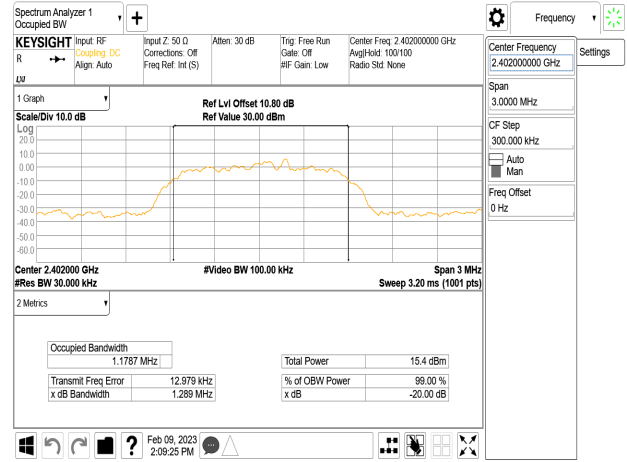 Spectrum Analyzer 1
Occupied BW
+
Frequency
KEYSIGHT
R
LXI
Input: RF
Coupling: DC
Align: Auto
Input Z: 50 Ω
Corrections: Off
Freq Ref: Int (S)
Atten: 30 dB
Trig: Free Run
Gate: Off
#IF Gain: Low
Center Freq: 2.402000000 GHz
Avg|Hold: 100/100
Radio Std: None
Center Frequency
2.402000000 GHz
Settings
Span
3.0000 MHz
CF Step
300.000 kHz
Auto
Man
Freq Offset
0 Hz
1 Graph
Ref Lvl Offset 10.80 dB
Scale/Div 10.0 dB
Ref Value 30.00 dBm
Log
20.0
10.0
0.00
-10.0
-20.0
-30.0
-40.0
-50.0
-60.0
Center 2.402000 GHz
#Video BW 100.00 kHz
Span 3 MHz
#Res BW 30.000 kHz
Sweep 3.20 ms (1001 pts)
2 Metrics
Occupied Bandwidth
1.1787 MHz
Total Power 15.4 dBm
Transmit Freq Error 12.979 kHz
% of OBW Power 99.00 %
x dB Bandwidth 1.289 MHz
x dB -20.00 dB
?
Feb 09, 2023
2:09:25 PM